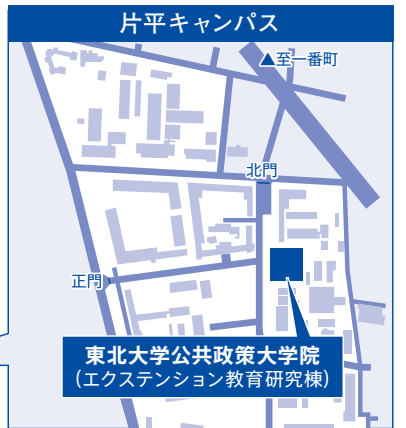 片平キャンパス
▲至一番町
北門
正門
東北大学公共政策大学院
(エクステンション教育研究棟)